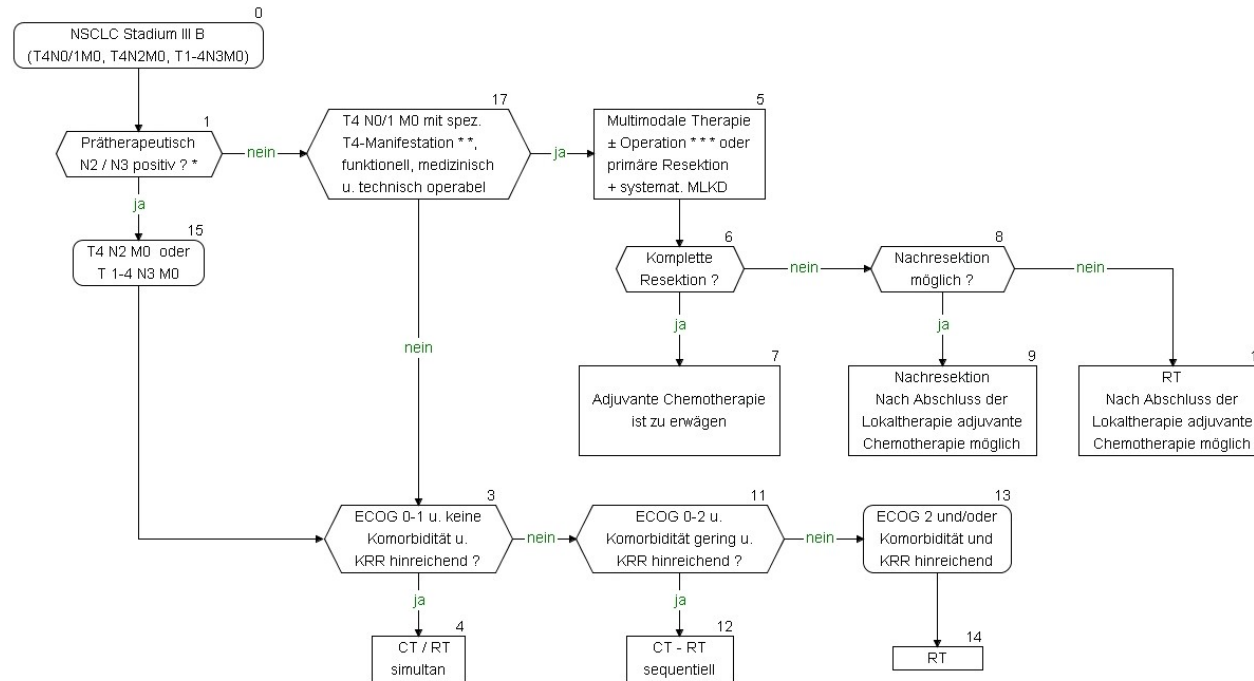 0
NSCLC Stadium III B
(T4N0/1M0, T4N2M0, T1-4N3M0)
1
Prätherapeutisch
N2 / N3 positiv ? *
nein
ja
17
T4 N0/1 M0 mit spez.
T4-Manifestation * *,
funktionell, medizinisch
u. technisch operabel
ja
nein
5
Multimodale Therapie
± Operation * * * oder
primäre Resektion
+ systemat. MLKD
15
T4 N2 M0 oder
T 1-4 N3 M0
6
Komplette
Resektion ?
nein
ja
8
Nachresektion
möglich ?
nein
ja
7
Adjuvante Chemotherapie
ist zu erwägen
9
Nachresektion
Nach Abschluss der
Lokaltherapie adjuvante
Chemotherapie möglich
RT
Nach Abschluss der
Lokaltherapie adjuvante
Chemotherapie möglich
3
ECOG 0-1 u. keine
Komorbidität u.
KRR hinreichend ?
nein
ja
11
ECOG 0-2 u.
Komorbidität gering u.
KRR hinreichend ?
nein
ja
13
ECOG 2 und/oder
Komorbidität und
KRR hinreichend
4
CT / RT
simultan
12
CT - RT
sequentiell
14
RT